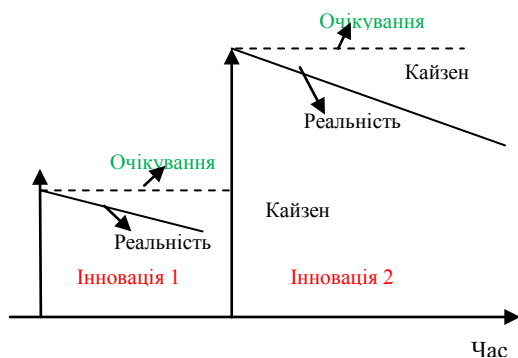 Очікування
Кайзен
Реальність
Очікування
Кайзен
Реальність
Інновація 1
Інновація 2
Час